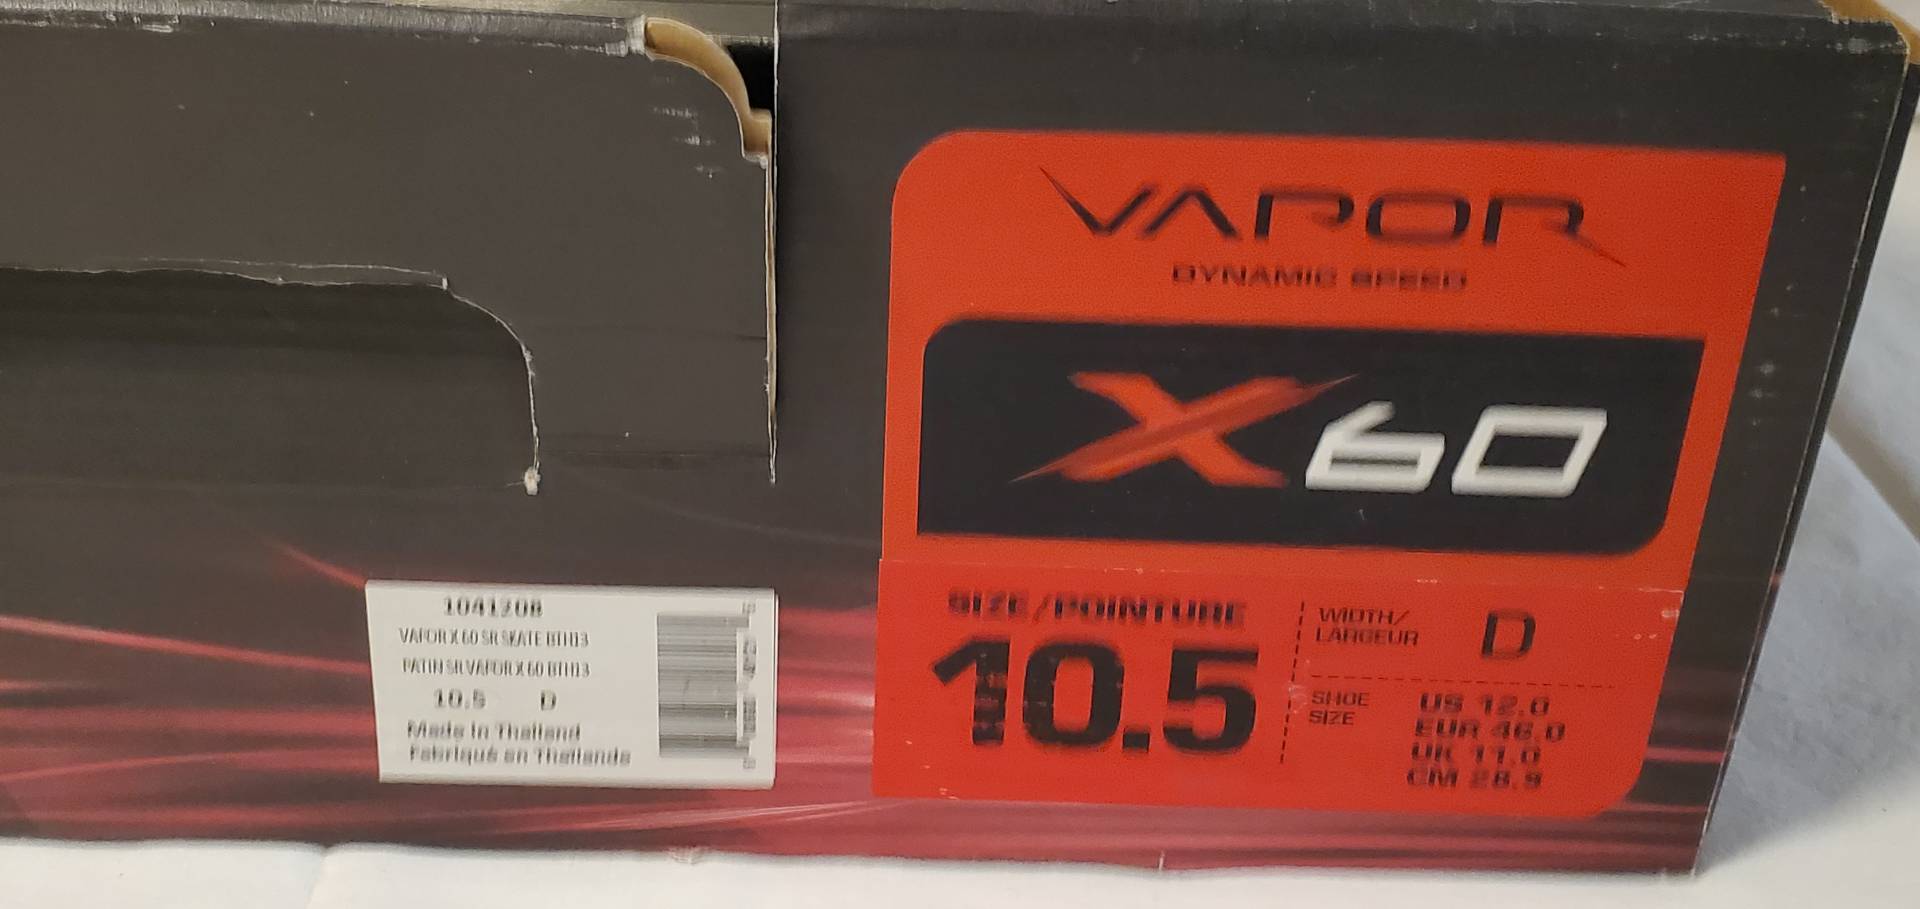 1041208
VAPOR X 60 SR SKATE BTH13
PATIN SR VAPOR X 60 BTH13
10.5 D
Made in Thailand
Fabriqué en Thaïlande
VAPOR
DYNAMIC SPEED
X60
SIZE/POINTURE
10.5
WIDTH/
LARGEUR
D
SHOE
SIZE
US 12.0
EUR 46.0
UK 11.0
CM 28.9